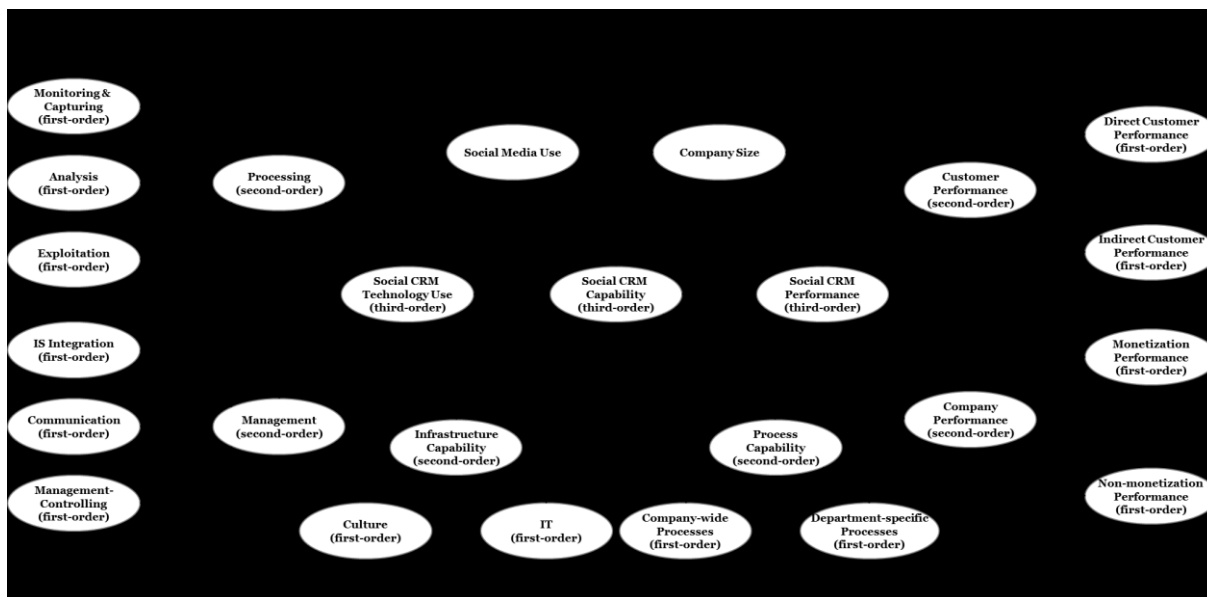 Monitoring &
Capturing
(first-order)
Direct Customer
Performance
(first-order)
Social Media Use
Company Size
Analysis
(first-order)
Processing
(second-order)
Customer
Performance
(second-order)
Exploitation
(first-order)
Indirect Customer
Performance
(first-order)
Social CRM
Technology Use
(third-order)
Social CRM
Capability
(third-order)
Social CRM
Performance
(third-order)
IS Integration
(first-order)
Monetization
Performance
(first-order)
Communication
(first-order)
Management
(second-order)
Infrastructure
Capability
(second-order)
Process
Capability
(second-order)
Company
Performance
(second-order)
Management-
Controlling
(first-order)
Non-monetization
Performance
(first-order)
Culture
(first-order)
IT
(first-order)
Company-wide
Processes
(first-order)
Department-specific
Processes
(first-order)